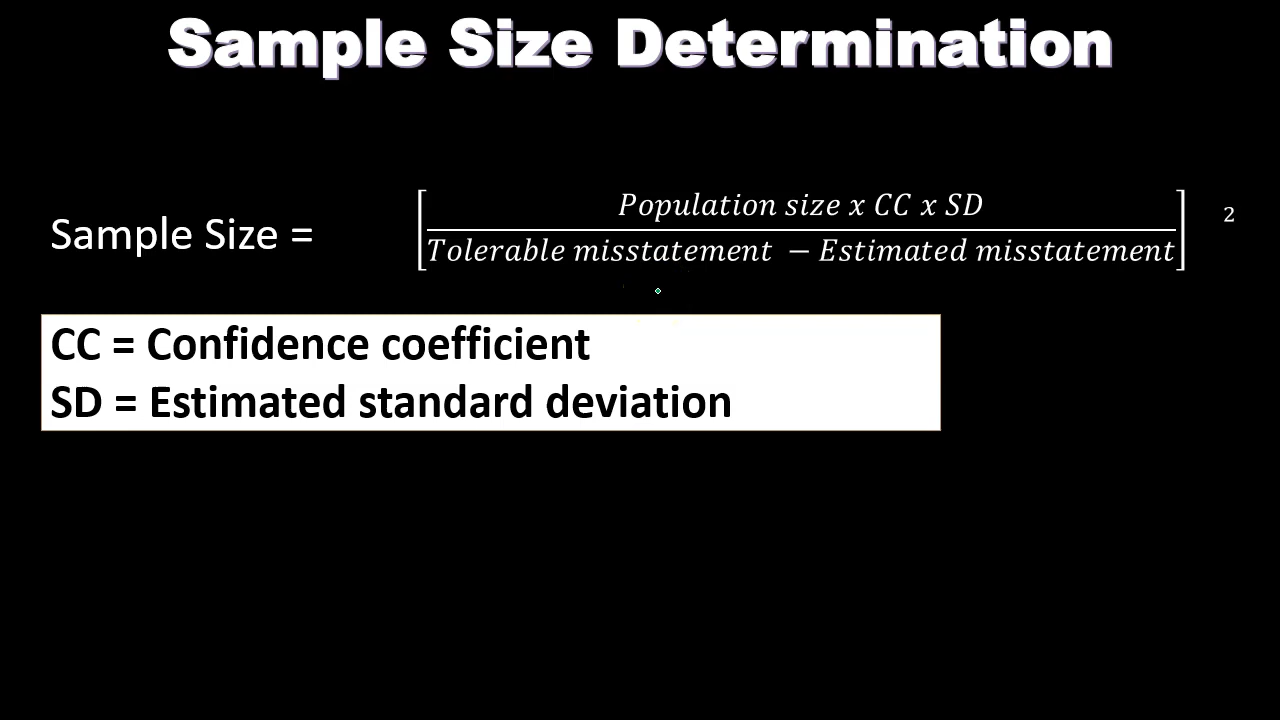 Sample Size Determination
Sample Size = [Population size x CC x SD / Tolerable misstatement − Estimated misstatement] 2
CC = Confidence coefficient
SD = Estimated standard deviation